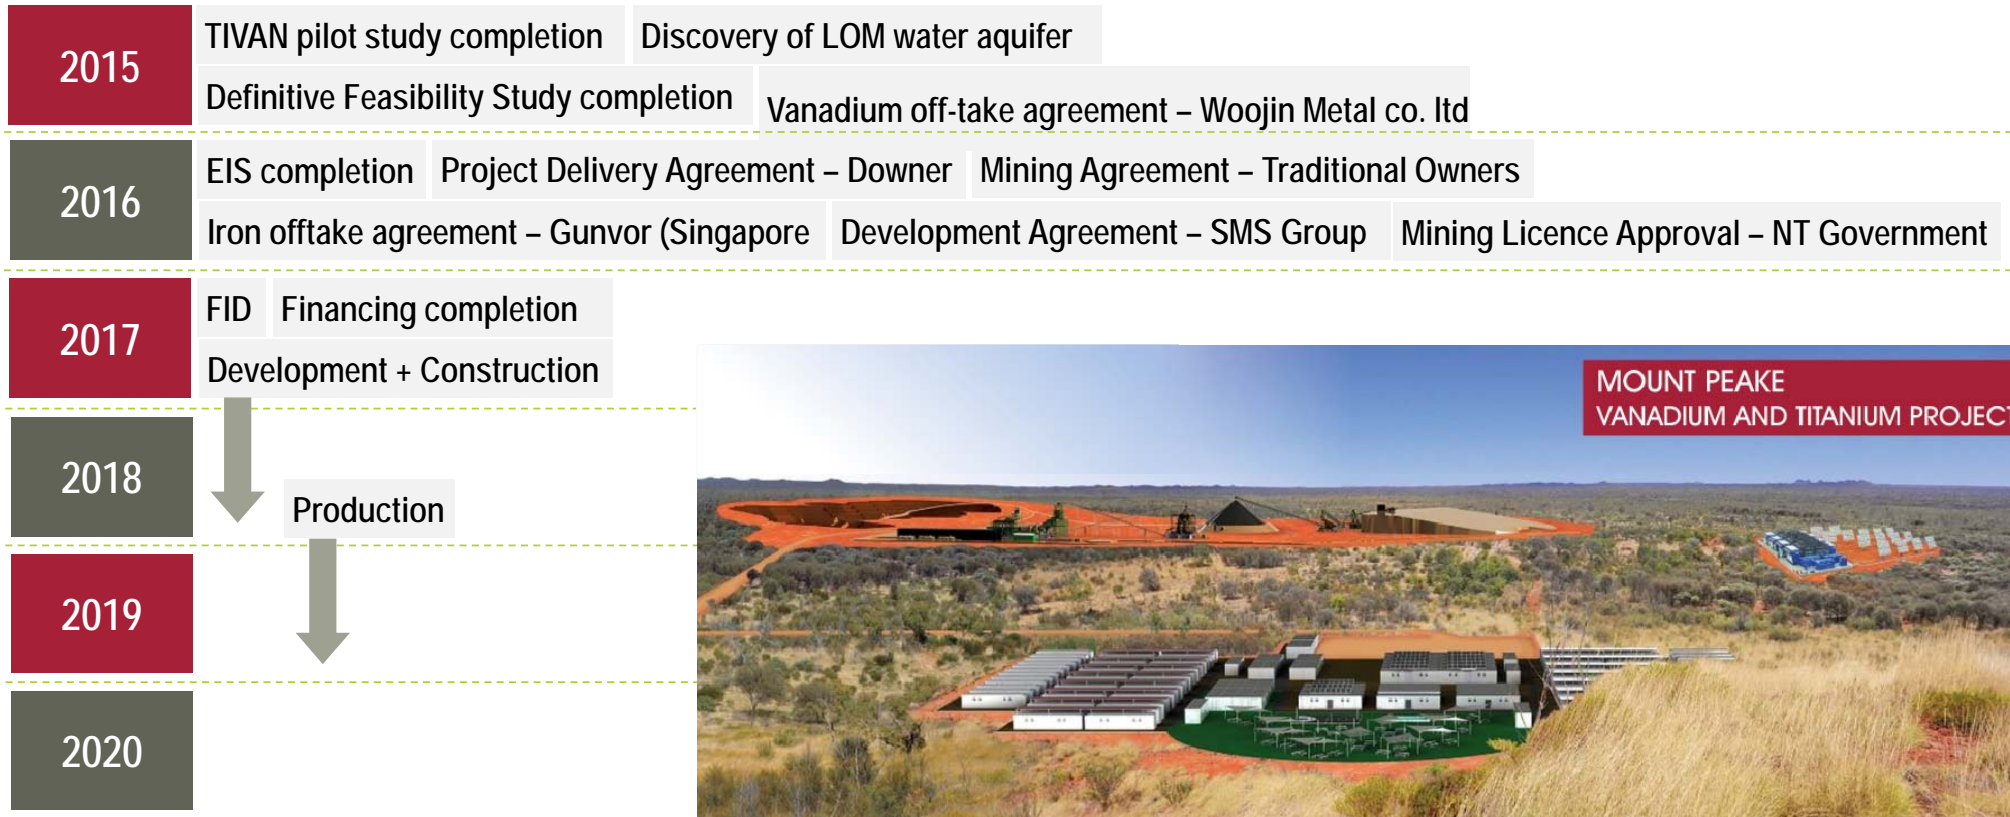 2015
TIVAN pilot study completion
Discovery of LOM water aquifer
Definitive Feasibility Study completion
Vanadium off-take agreement – Woojin Metal co. ltd
2016
EIS completion
Project Delivery Agreement – Downer
Mining Agreement – Traditional Owners
Iron offtake agreement – Gunvor (Singapore
Development Agreement – SMS Group
Mining Licence Approval – NT Government
2017
FID
Financing completion
Development + Construction
MOUNT PEAKE
VANADIUM AND TITANIUM PROJECT
2018
Production
2019
2020